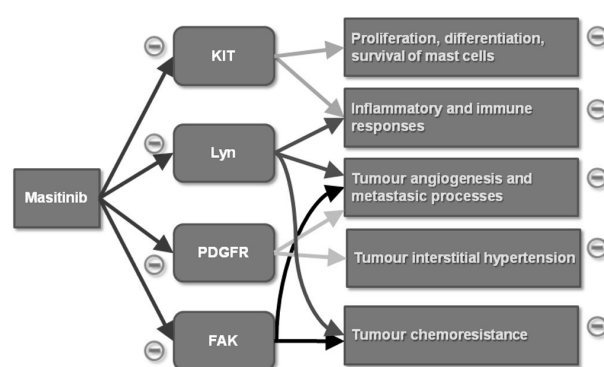 KIT
Proliferation, differentiation,
survival of mast cells
Inflammatory and immune
responses
Lyn
Masitinib
Tumour angiogenesis and
metastasic processes
PDGFR
Tumour interstitial hypertension
FAK
Tumour chemoresistance